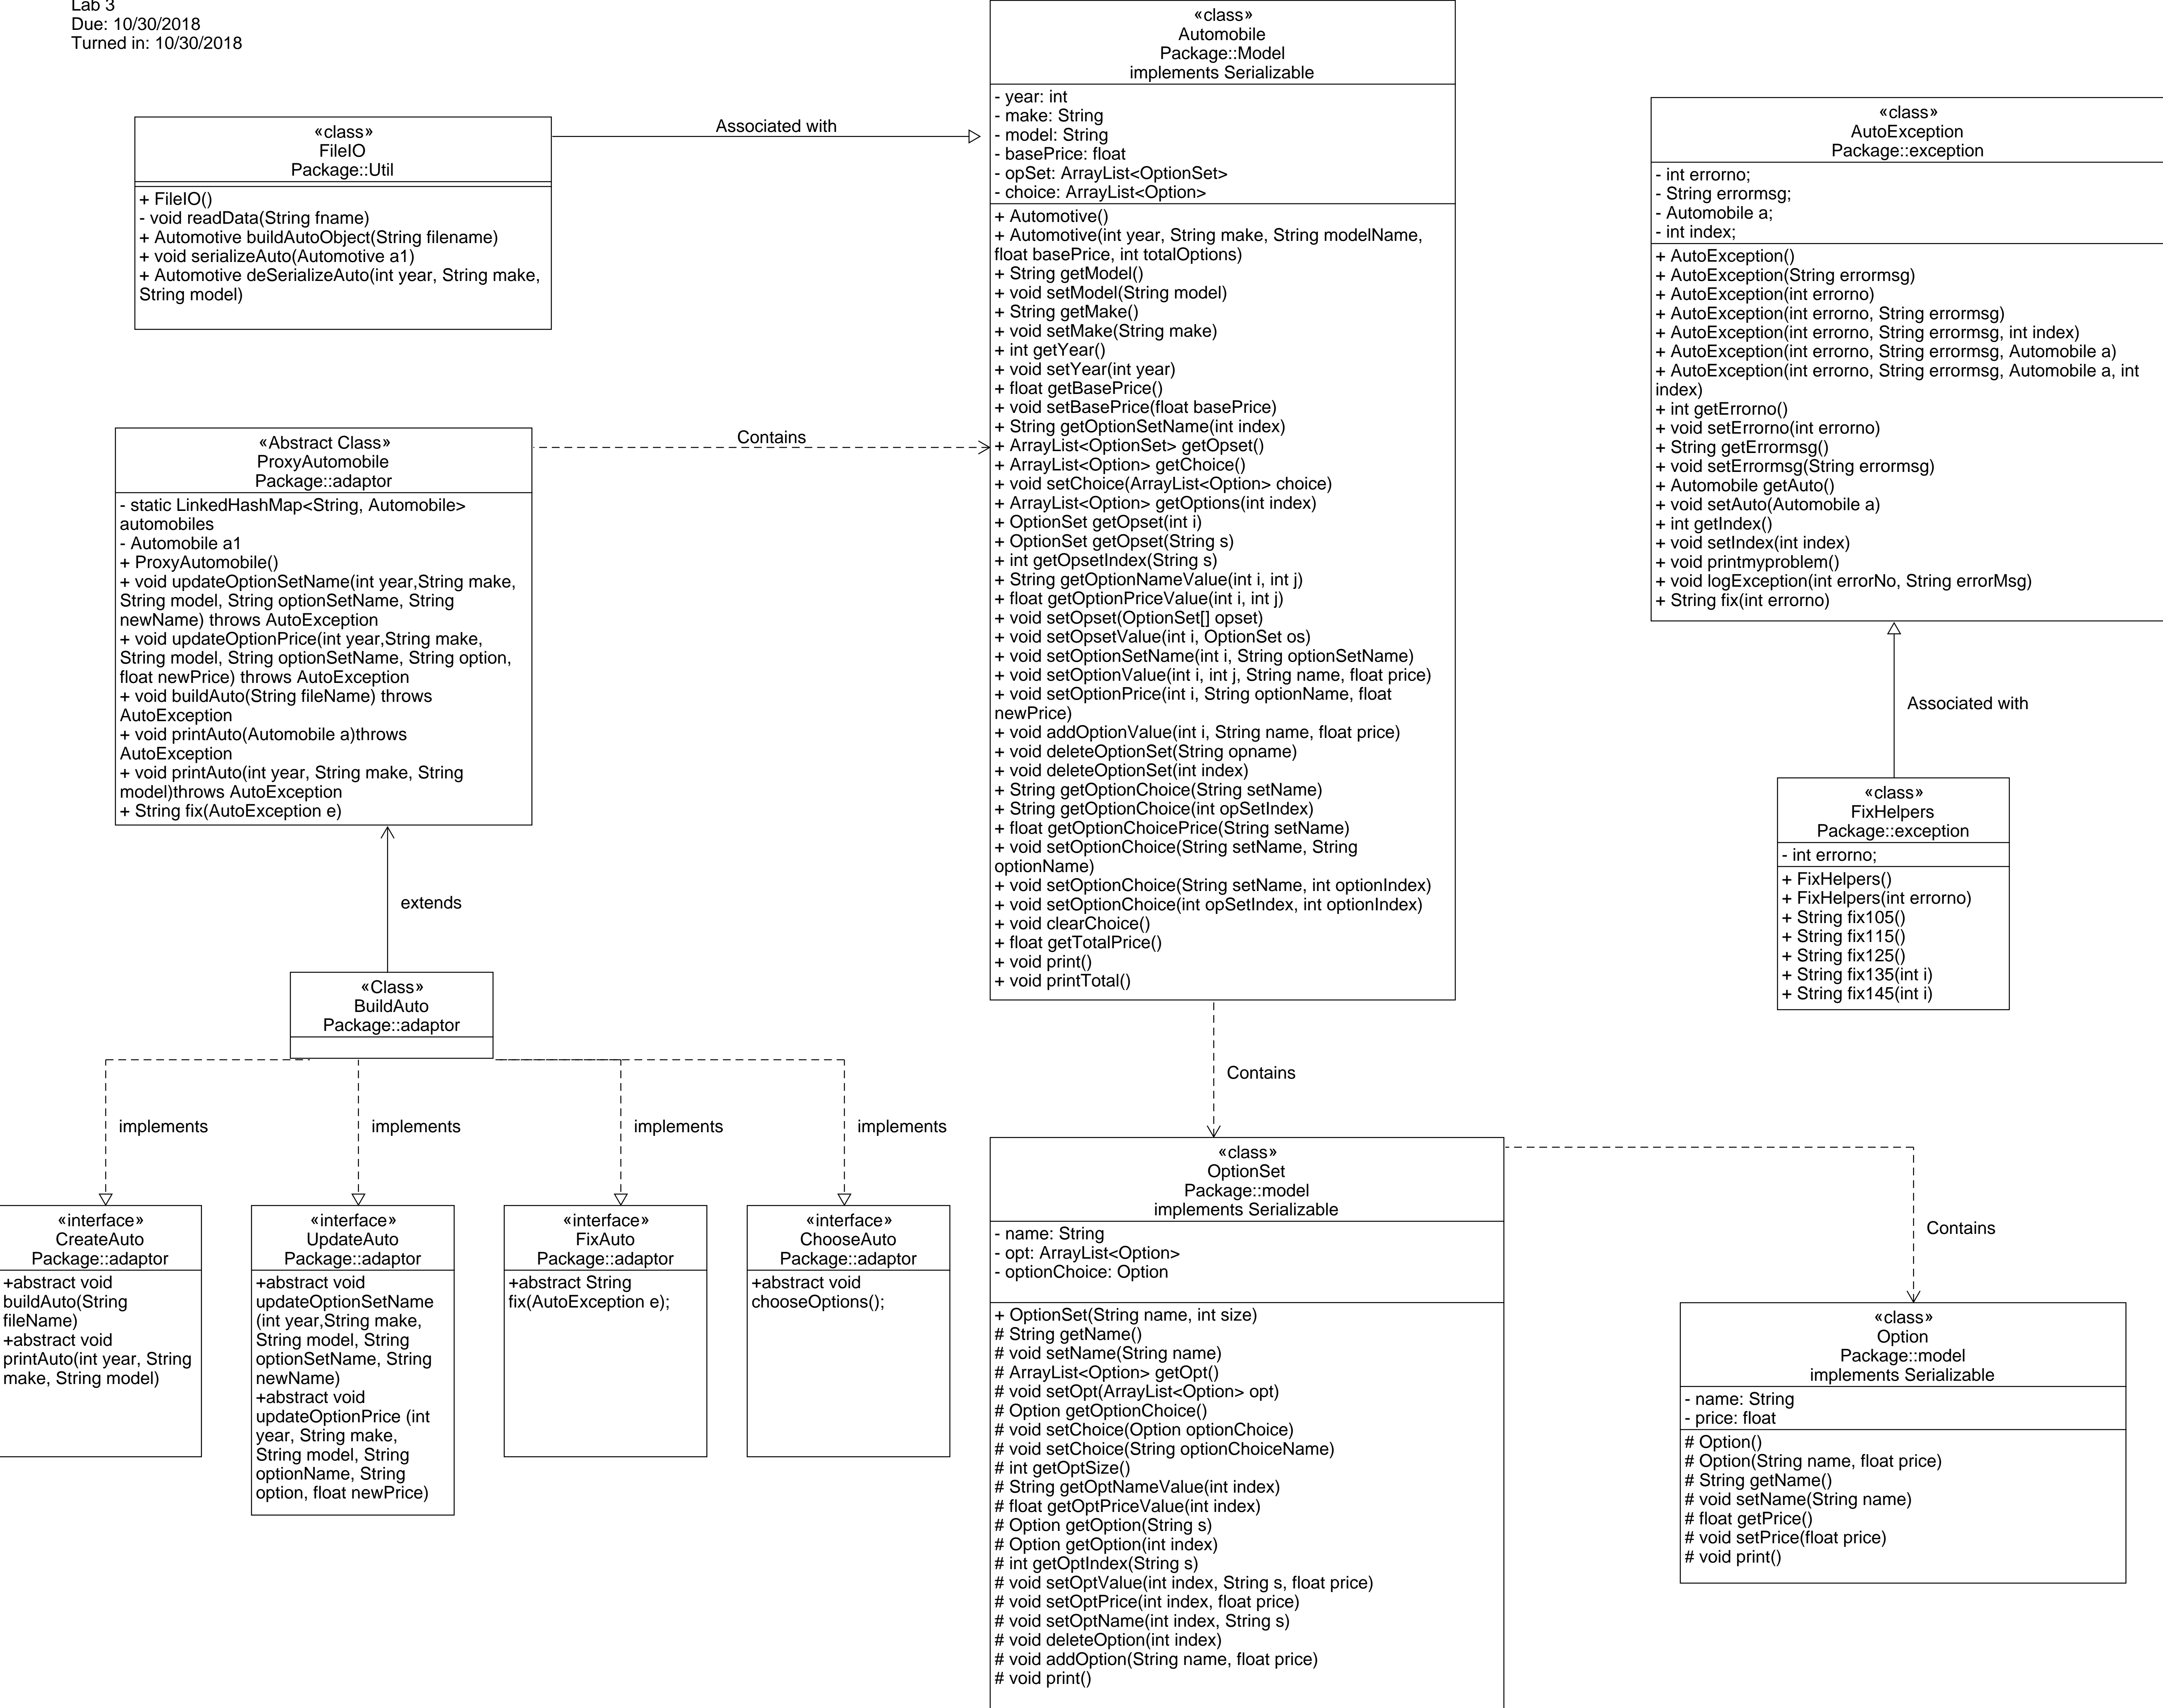 Lab 3
Due: 10/30/2018
Turned in: 10/30/2018
«class»
FileIO
Package::Util
+ FileIO()
- void readData(String fname)
+ Automotive buildAutoObject(String filename)
+ void serializeAuto(Automotive a1)
+ Automotive deSerializeAuto(int year, String make,
String model)
Associated with
«class»
Automobile
Package::Model
implements Serializable
- year: int
- make: String
- model: String
- basePrice: float
- opSet: ArrayList<OptionSet>
- choice: ArrayList<Option>
+ Automotive()
+ Automotive(int year, String make, String modelName,
float basePrice, int totalOptions)
+ String getModel()
+ void setModel(String model)
+ String getMake()
+ void setMake(String make)
+ int getYear()
+ void setYear(int year)
+ float getBasePrice()
+ void setBasePrice(float basePrice)
+ String getOptionSetName(int index)
+ ArrayList<OptionSet> getOpset()
+ ArrayList<Option> getChoice()
+ void setChoice(ArrayList<Option> choice)
+ ArrayList<Option> getOptions(int index)
+ OptionSet getOpset(int i)
+ OptionSet getOpset(String s)
+ int getOpsetIndex(String s)
+ String getOptionNameValue(int i, int j)
+ float getOptionPriceValue(int i, int j)
+ void setOpset(OptionSet[] opset)
+ void setOpsetValue(int i, OptionSet os)
+ void setOptionSetName(int i, String optionSetName)
+ void setOptionValue(int i, int j, String name, float price)
+ void setOptionPrice(int i, String optionName, float
newPrice)
+ void addOptionValue(int i, String name, float price)
+ void deleteOptionSet(String opname)
+ void deleteOptionSet(int index)
+ String getOptionChoice(String setName)
+ String getOptionChoice(int opSetIndex)
+ float getOptionChoicePrice(String setName)
+ void setOptionChoice(String setName, String
optionName)
+ void setOptionChoice(String setName, int optionIndex)
+ void setOptionChoice(int opSetIndex, int optionIndex)
+ void clearChoice()
+ float getTotalPrice()
+ void print()
+ void printTotal()
«class»
AutoException
Package::exception
- int errorno;
- String errormsg;
- Automobile a;
- int index;
+ AutoException()
+ AutoException(String errormsg)
+ AutoException(int errorno)
+ AutoException(int errorno, String errormsg)
+ AutoException(int errorno, String errormsg, int index)
+ AutoException(int errorno, String errormsg, Automobile a)
+ AutoException(int errorno, String errormsg, Automobile a, int
index)
+ int getErrorno()
+ void setErrorno(int errorno)
+ String getErrormsg()
+ void setErrormsg(String errormsg)
+ Automobile getAuto()
+ void setAuto(Automobile a)
+ int getIndex()
+ void setIndex(int index)
+ void printmyproblem()
+ void logException(int errorNo, String errorMsg)
+ String fix(int errorno)
Associated with
«class»
FixHelpers
Package::exception
- int errorno;
+ FixHelpers()
+ FixHelpers(int errorno)
+ String fix105()
+ String fix115()
+ String fix125()
+ String fix135(int i)
+ String fix145(int i)
«Abstract Class»
ProxyAutomobile
Package::adaptor
- static LinkedHashMap<String, Automobile>
automobiles
- Automobile a1
+ ProxyAutomobile()
+ void updateOptionSetName(int year,String make,
String model, String optionSetName, String
newName) throws AutoException
+ void updateOptionPrice(int year,String make,
String model, String optionSetName, String option,
float newPrice) throws AutoException
+ void buildAuto(String fileName) throws
AutoException
+ void printAuto(Automobile a)throws
AutoException
+ void printAuto(int year, String make, String
model)throws AutoException
+ String fix(AutoException e)
Contains
extends
«Class»
BuildAuto
Package::adaptor
implements
implements
implements
implements
Contains
«interface»
CreateAuto
Package::adaptor
+abstract void
buildAuto(String
fileName)
+abstract void
printAuto(int year, String
make, String model)
«interface»
UpdateAuto
Package::adaptor
+abstract void
updateOptionSetName
(int year,String make,
String model, String
optionSetName, String
newName)
+abstract void
updateOptionPrice (int
year, String make,
String model, String
optionName, String
option, float newPrice)
«interface»
FixAuto
Package::adaptor
+abstract String
fix(AutoException e);
«interface»
ChooseAuto
Package::adaptor
+abstract void
chooseOptions();
«class»
OptionSet
Package::model
implements Serializable
- name: String
- opt: ArrayList<Option>
- optionChoice: Option
+ OptionSet(String name, int size)
# String getName()
# void setName(String name)
# ArrayList<Option> getOpt()
# void setOpt(ArrayList<Option> opt)
# Option getOptionChoice()
# void setChoice(Option optionChoice)
# void setChoice(String optionChoiceName)
# int getOptSize()
# String getOptNameValue(int index)
# float getOptPriceValue(int index)
# Option getOption(String s)
# Option getOption(int index)
# int getOptIndex(String s)
# void setOptValue(int index, String s, float price)
# void setOptPrice(int index, float price)
# void setOptName(int index, String s)
# void deleteOption(int index)
# void addOption(String name, float price)
# void print()
Contains
«class»
Option
Package::model
implements Serializable
- name: String
- price: float
# Option()
# Option(String name, float price)
# String getName()
# void setName(String name)
# float getPrice()
# void setPrice(float price)
# void print()